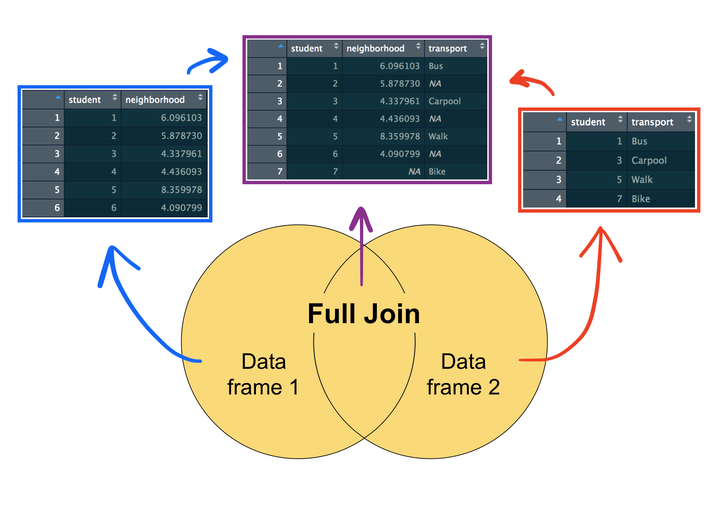 student neighborhood transport
1 1 6.096103 Bus
2 2 5.878730 NA
3 3 4.337961 Carpool
4 4 4.436093 NA
5 5 8.359978 Walk
6 6 4.090799 NA
7 7 NA Bike
student neighborhood
1 1 6.096103
2 2 5.878730
3 3 4.337961
4 4 4.436093
5 5 8.359978
6 6 4.090799
student transport
1 1 Bus
2 3 Carpool
3 5 Walk
4 7 Bike
Full Join
Data
frame 1
Data
frame 2